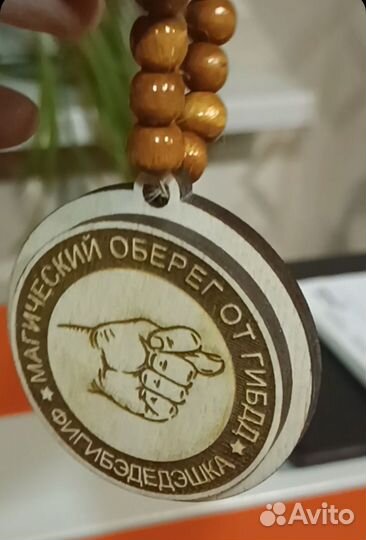 МАГИЧЕСКИЙ ОБЕРЕГ ОТ ГИБДД
ФИГИБЭДЕДЭШКА
Avito